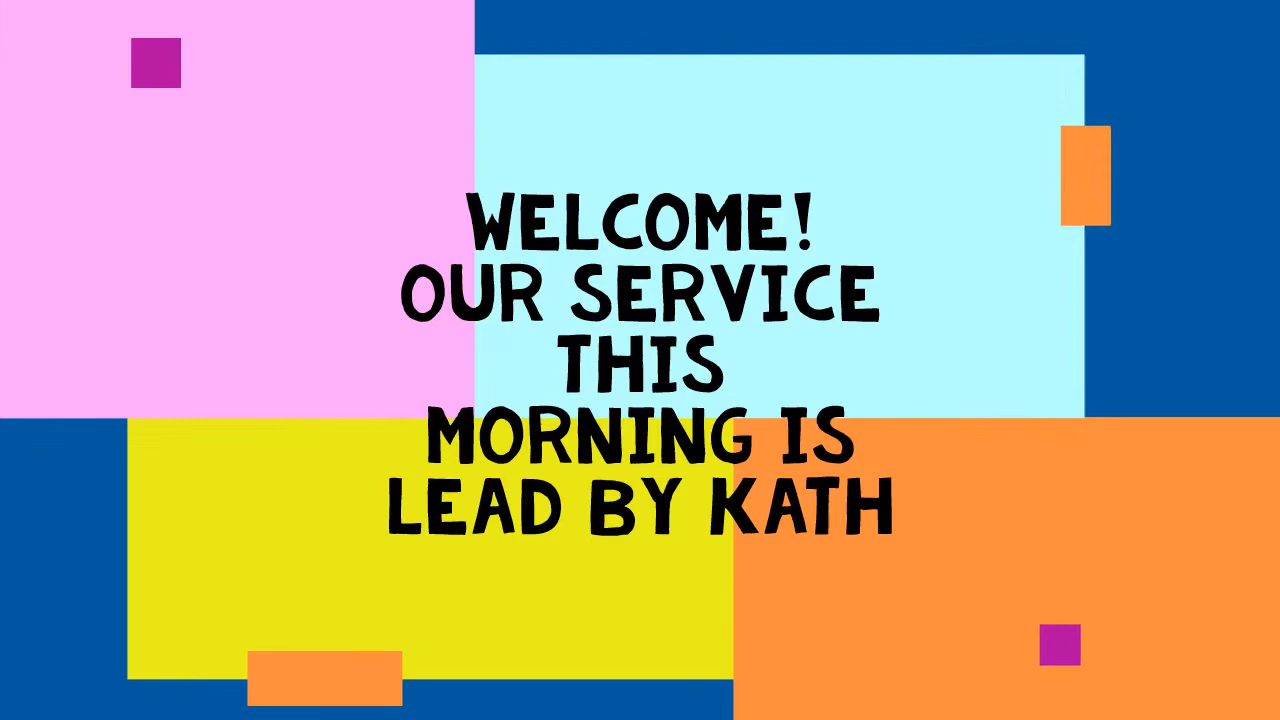 WELCOME!
OUR SERVICE
THIS
MORNING IS
LEAD BY KATH